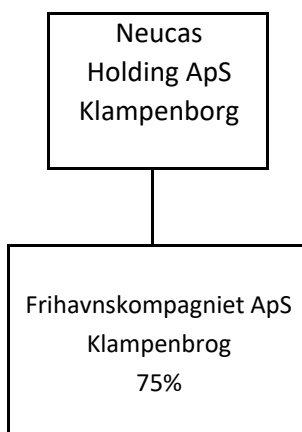 Neucas
Holding ApS
Klampenborg
Frihavnskompagniet ApS
Klampenbrog
75%